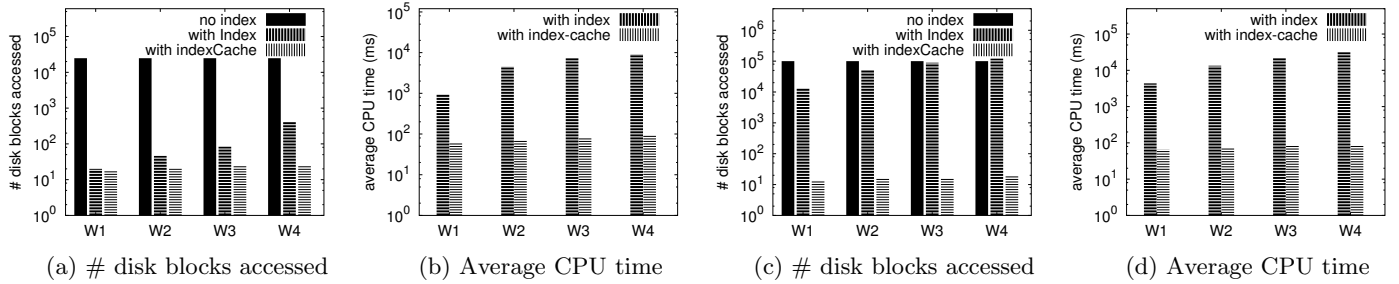 # disk blocks accessed
10^5
10^4
10^3
10^2
10^1
10^0
no index
with Index
with indexCache
W1 W2 W3 W4
(a) # disk blocks accessed
average CPU time (ms)
10^5
10^4
10^3
10^2
10^1
10^0
with index
with index-cache
W1 W2 W3 W4
(b) Average CPU time
# disk blocks accessed
10^6
10^5
10^4
10^3
10^2
10^1
10^0
no index
with Index
with indexCache
W1 W2 W3 W4
(c) # disk blocks accessed
average CPU time (ms)
10^5
10^4
10^3
10^2
10^1
10^0
with index
with index-cache
W1 W2 W3 W4
(d) Average CPU time